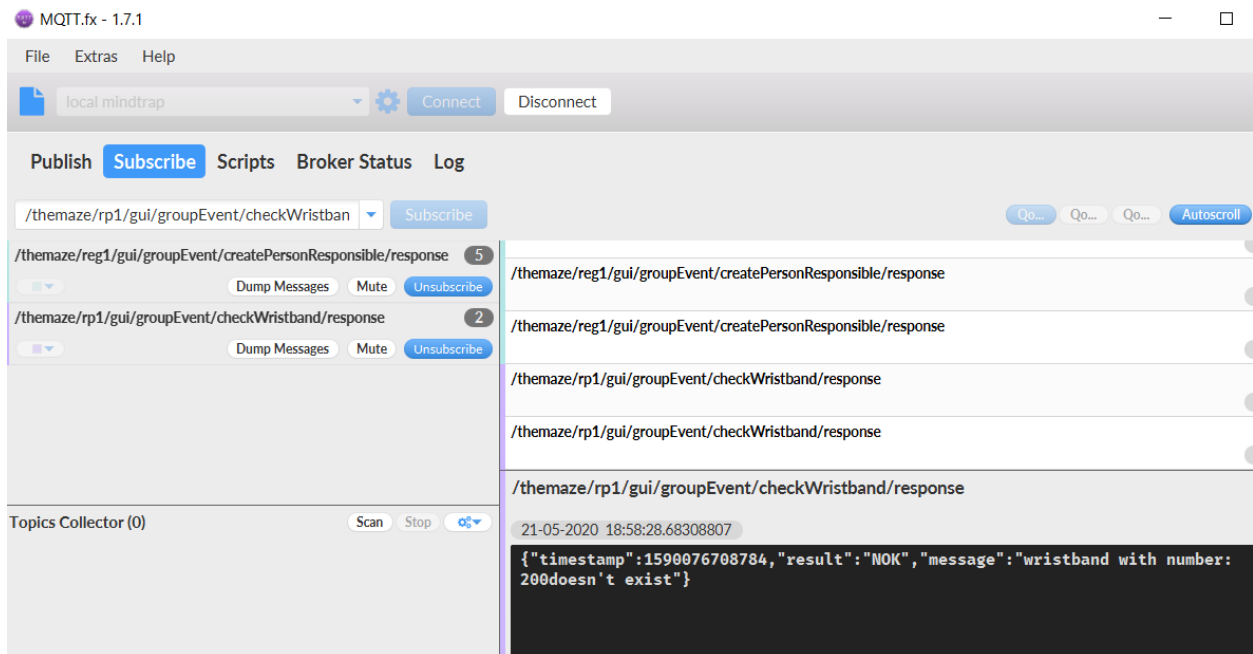 MQTT.fx - 1.7.1
File Extras Help
local mindtrap Connect Disconnect
Publish Subscribe Scripts Broker Status Log
/themaze/rp1/gui/groupEvent/checkWristban Subscribe Qo... Qo... Qo... Autoscroll
/themaze/reg1/gui/groupEvent/createPersonResponsible/response 5
Dump Messages Mute Unsubscribe
/themaze/rp1/gui/groupEvent/checkWristband/response 2
Dump Messages Mute Unsubscribe
/themaze/reg1/gui/groupEvent/createPersonResponsible/response
/themaze/reg1/gui/groupEvent/createPersonResponsible/response
/themaze/rp1/gui/groupEvent/checkWristband/response
/themaze/rp1/gui/groupEvent/checkWristband/response
Topics Collector (0) Scan Stop
/themaze/rp1/gui/groupEvent/checkWristband/response
21-05-2020 18:58:28.68308807
{"timestamp":1590076708784,"result":"NOK","message":"wristband with number:
200doesn't exist"}